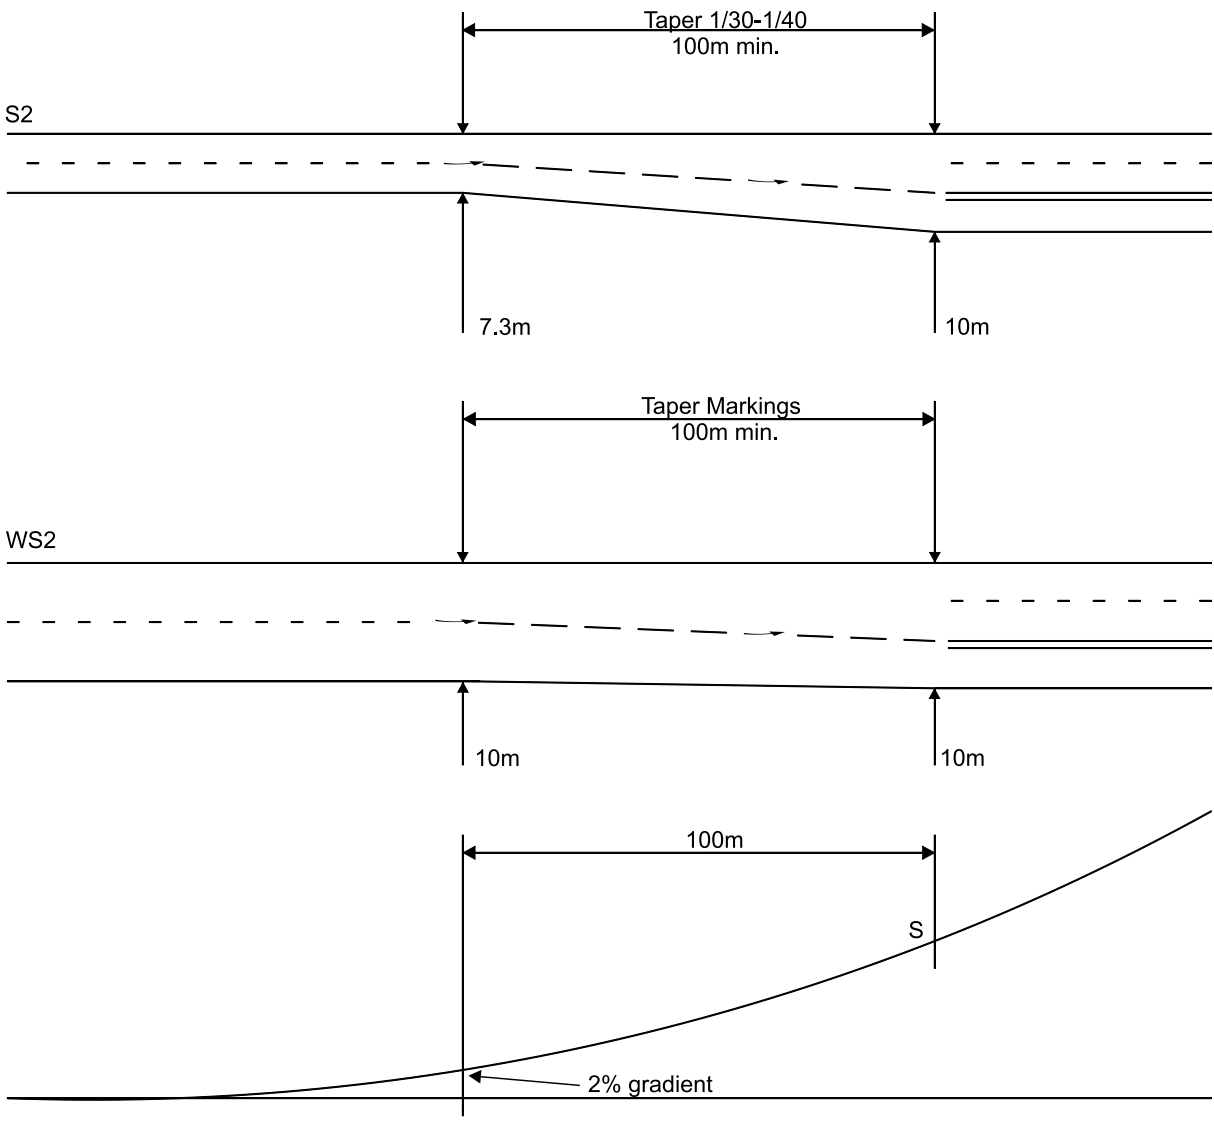 Taper 1/30-1/40
100m min.
S2
7.3m
10m
Taper Markings
100m min.
WS2
10m
10m
100m
S
2% gradient